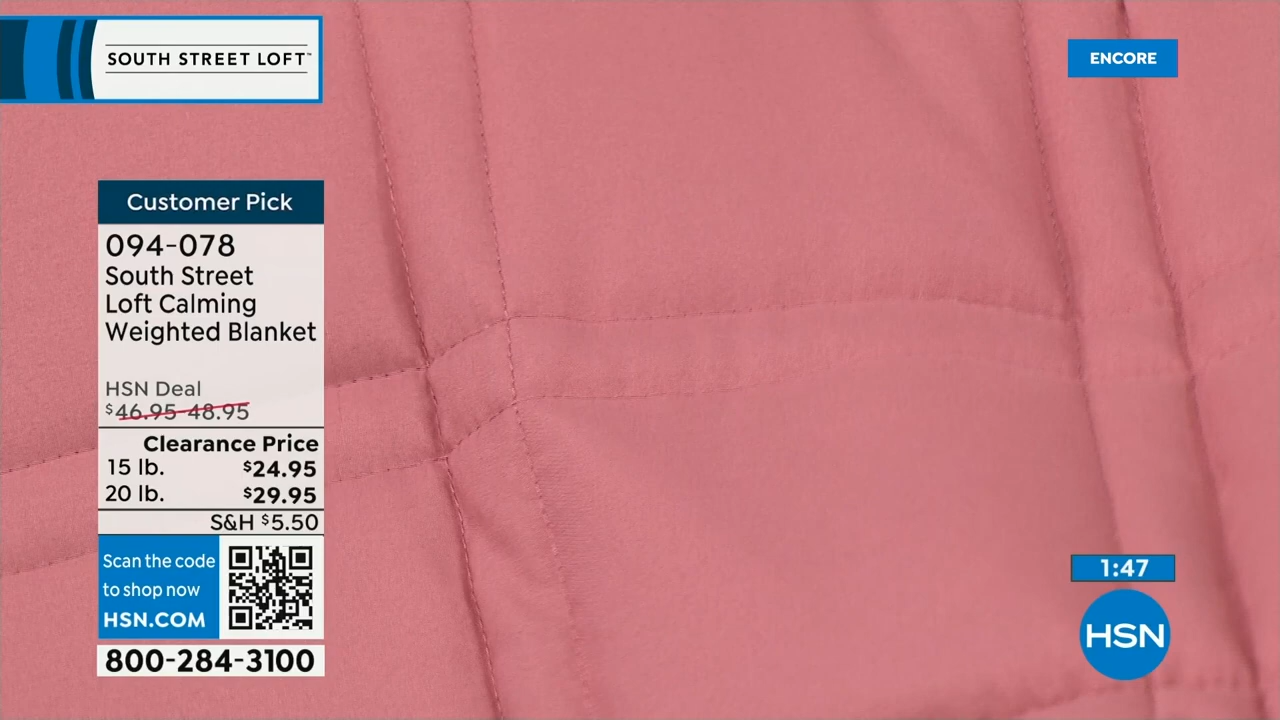 SOUTH STREET LOFT™
ENCORE
Customer Pick
094-078
South Street
Loft Calming
Weighted Blanket
HSN Deal
$46.95-48.95
Clearance Price
15 lb. $24.95
20 lb. $29.95
S&H $5.50
Scan the code
to shop now
HSN.COM
800-284-3100
1:47
HSN